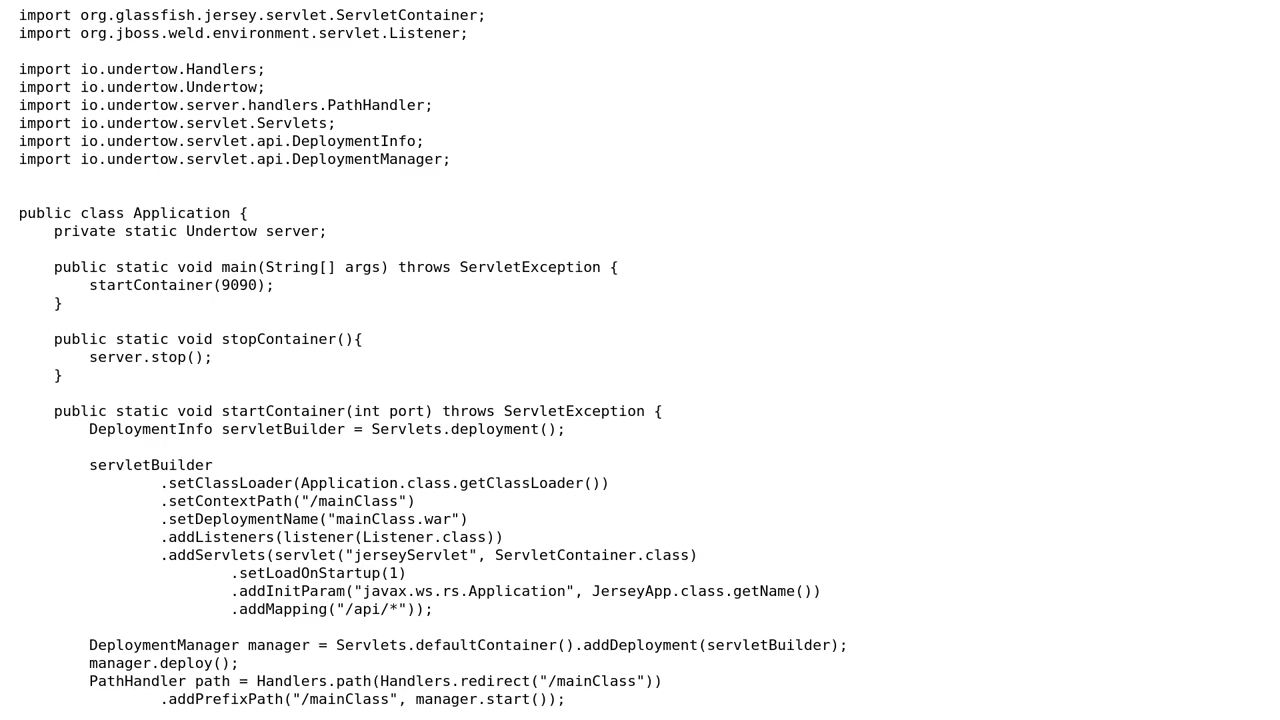 import org.glassfish.jersey.servlet.ServletContainer;
import org.jboss.weld.environment.servlet.Listener;

import io.undertow.Handlers;
import io.undertow.Undertow;
import io.undertow.server.handlers.PathHandler;
import io.undertow.servlet.Servlets;
import io.undertow.servlet.api.DeploymentInfo;
import io.undertow.servlet.api.DeploymentManager;


public class Application {
    private static Undertow server;

    public static void main(String[] args) throws ServletException {
        startContainer(9090);
    }

    public static void stopContainer(){
        server.stop();
    }

    public static void startContainer(int port) throws ServletException {
        DeploymentInfo servletBuilder = Servlets.deployment();

        servletBuilder
                .setClassLoader(Application.class.getClassLoader())
                .setContextPath("/mainClass")
                .setDeploymentName("mainClass.war")
                .addListeners(listener(Listener.class))
                .addServlets(servlet("jerseyServlet", ServletContainer.class)
                        .setLoadOnStartup(1)
                        .addInitParam("javax.ws.rs.Application", JerseyApp.class.getName())
                        .addMapping("/api/*"));

        DeploymentManager manager = Servlets.defaultContainer().addDeployment(servletBuilder);
        manager.deploy();
        PathHandler path = Handlers.path(Handlers.redirect("/mainClass"))
                .addPrefixPath("/mainClass", manager.start());